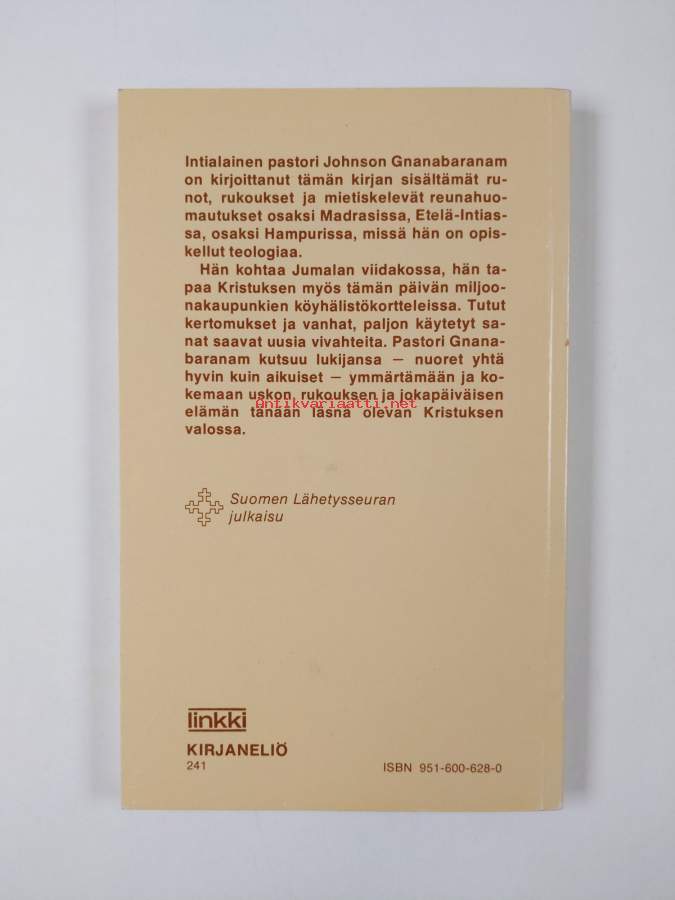 Intialainen pastori Johnson Gnanabaranam
on kirjoittanut tämän kirjan sisältämät ru-
not, rukoukset ja mietiskelevät reunahuo-
mautukset osaksi Madrasissa, Etelä-Intias-
sa, osaksi Hampurissa, missä hän on opis-
kellut teologiaa.
Hän kohtaa Jumalan viidakossa, hän ta-
paa Kristuksen myös tämän päivän miljoo-
nakaupunkien köyhälistökortteleissa. Tutut
kertomukset ja vanhat, paljon käytetyt sa-
nat saavat uusia vivahteita. Pastori Gnana-
baranam kutsuu lukijansa – nuoret yhtä
hyvin kuin aikuiset – ymmärtämään ja ko-
kemaan uskon, rukouksen ja jokapäiväisen
Antikvariaatti.net
elämän tänään läsnä olevan Kristuksen
valossa.
Suomen Lähetysseuran
julkaisu
linkki
KIRJANELIÖ
241
ISBN 951-600-628-0